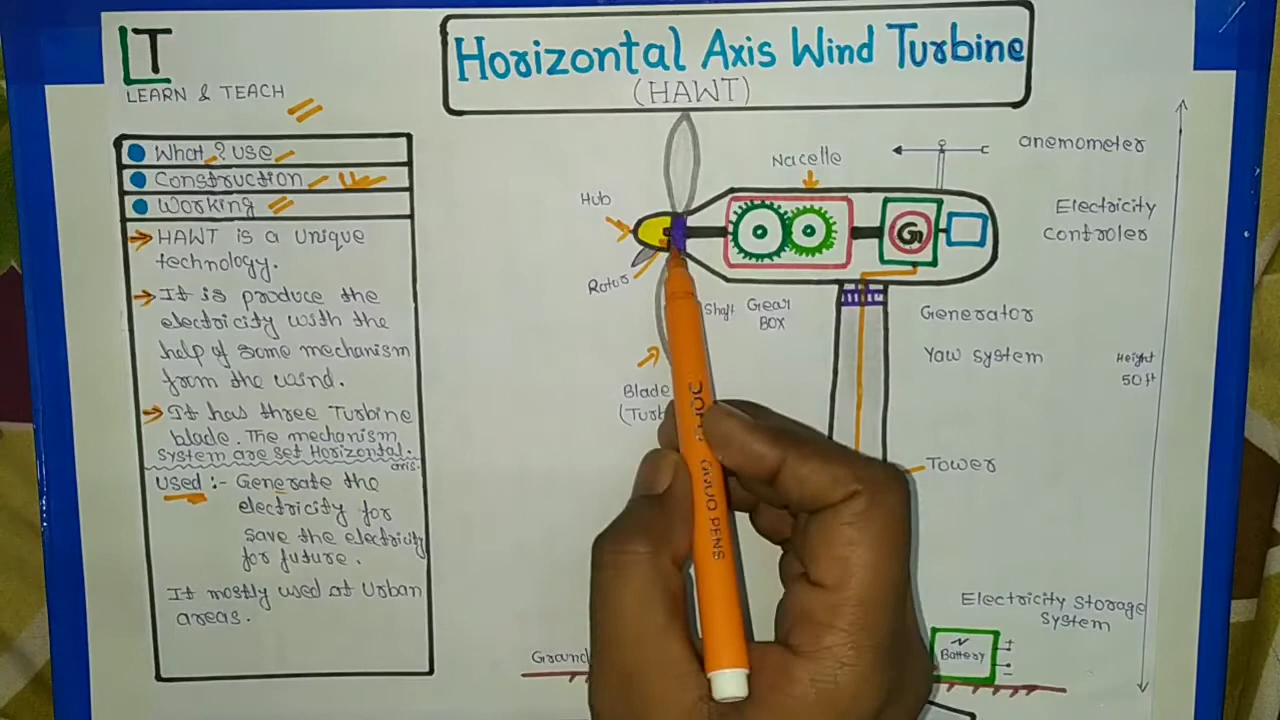 LT
LEARN & TEACH
Horizontal Axis Wind Turbine
(HAWT)
What? use
Construction
Working
HAWT is a unique
technology.
It is produce the
electricity with the
help of some mechanism
from the wind.
It has three Turbine
blade. The mechanism
system are set Horizontal.
axis.
Used :- Generate the
electricity for
save the electricity
for future.
It mostly used at Urban
areas.
Nacelle
anemometer
Hub
Electricity
controler
G
Rotor
Shaft
Gear
BOX
Generator
Yaw system
Height
50 ft
Blade
Tower
Electricity Storage
System
Battery
+
-
Ground